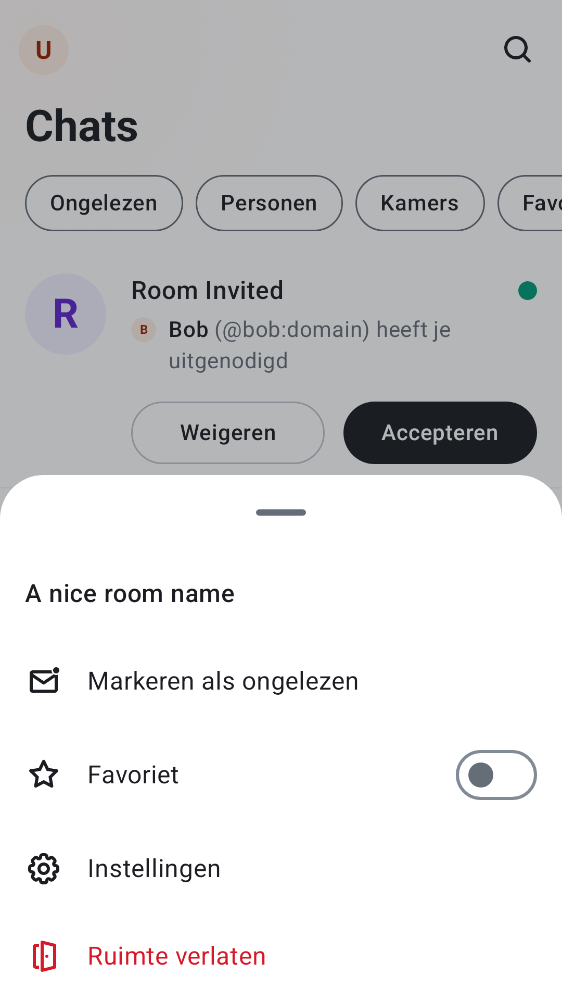 U
Chats
Ongelezen Personen Kamers Favo
R Room Invited
B Bob (@bob:domain) heeft je
uitgenodigd
Weigeren Accepteren
A nice room name
Markeren als ongelezen
Favoriet
Instellingen
Ruimte verlaten